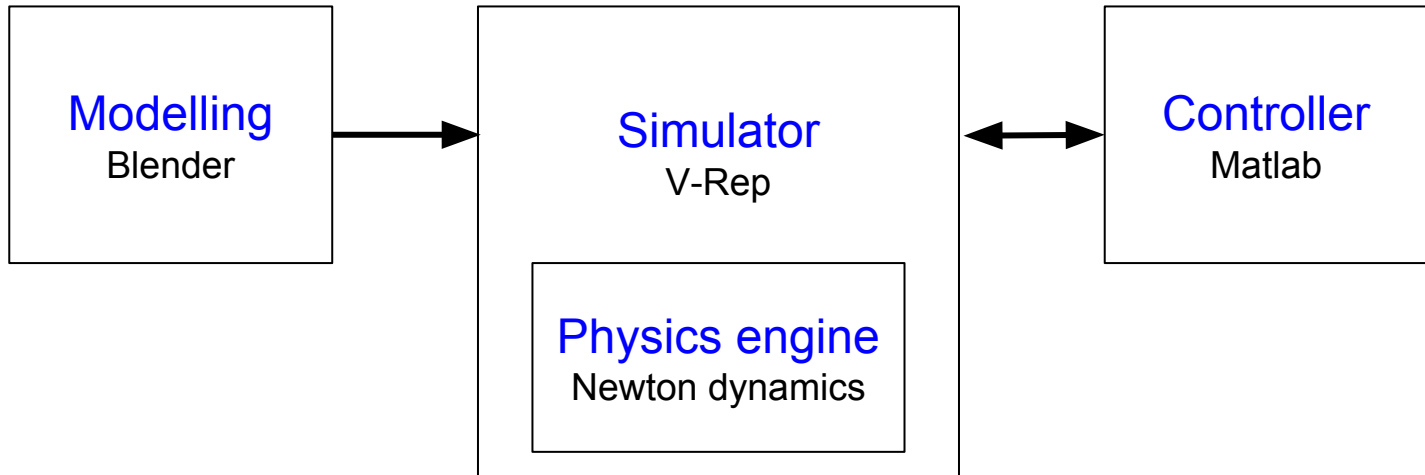 Modelling
Blender
Simulator
V-Rep
Physics engine
Newton dynamics
Controller
Matlab